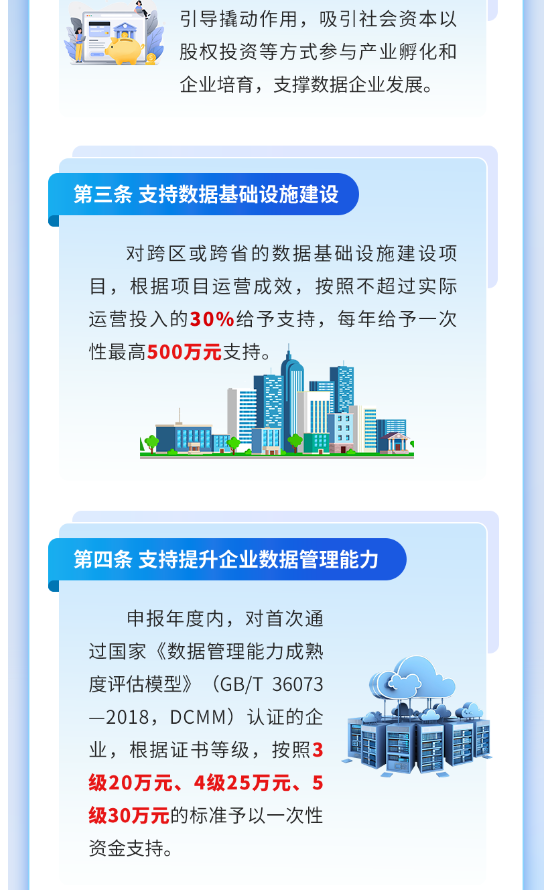 引导撬动作用，吸引社会资本以
股权投资等方式参与产业孵化和
企业培育，支撑数据企业发展。
第三条 支持数据基础设施建设
对跨区或跨省的数据基础设施建设项
目，根据项目运营成效，按照不超过实际
运营投入的30%给予支持，每年给予一次
性最高500万元支持。
第四条 支持提升企业数据管理能力
申报年度内，对首次通
过国家《数据管理能力成熟
度评估模型》（GB/T 36073
—2018，DCMM）认证的企
业，根据证书等级，按照3
级20万元、4级25万元、5
级30万元的标准予以一次性
资金支持。